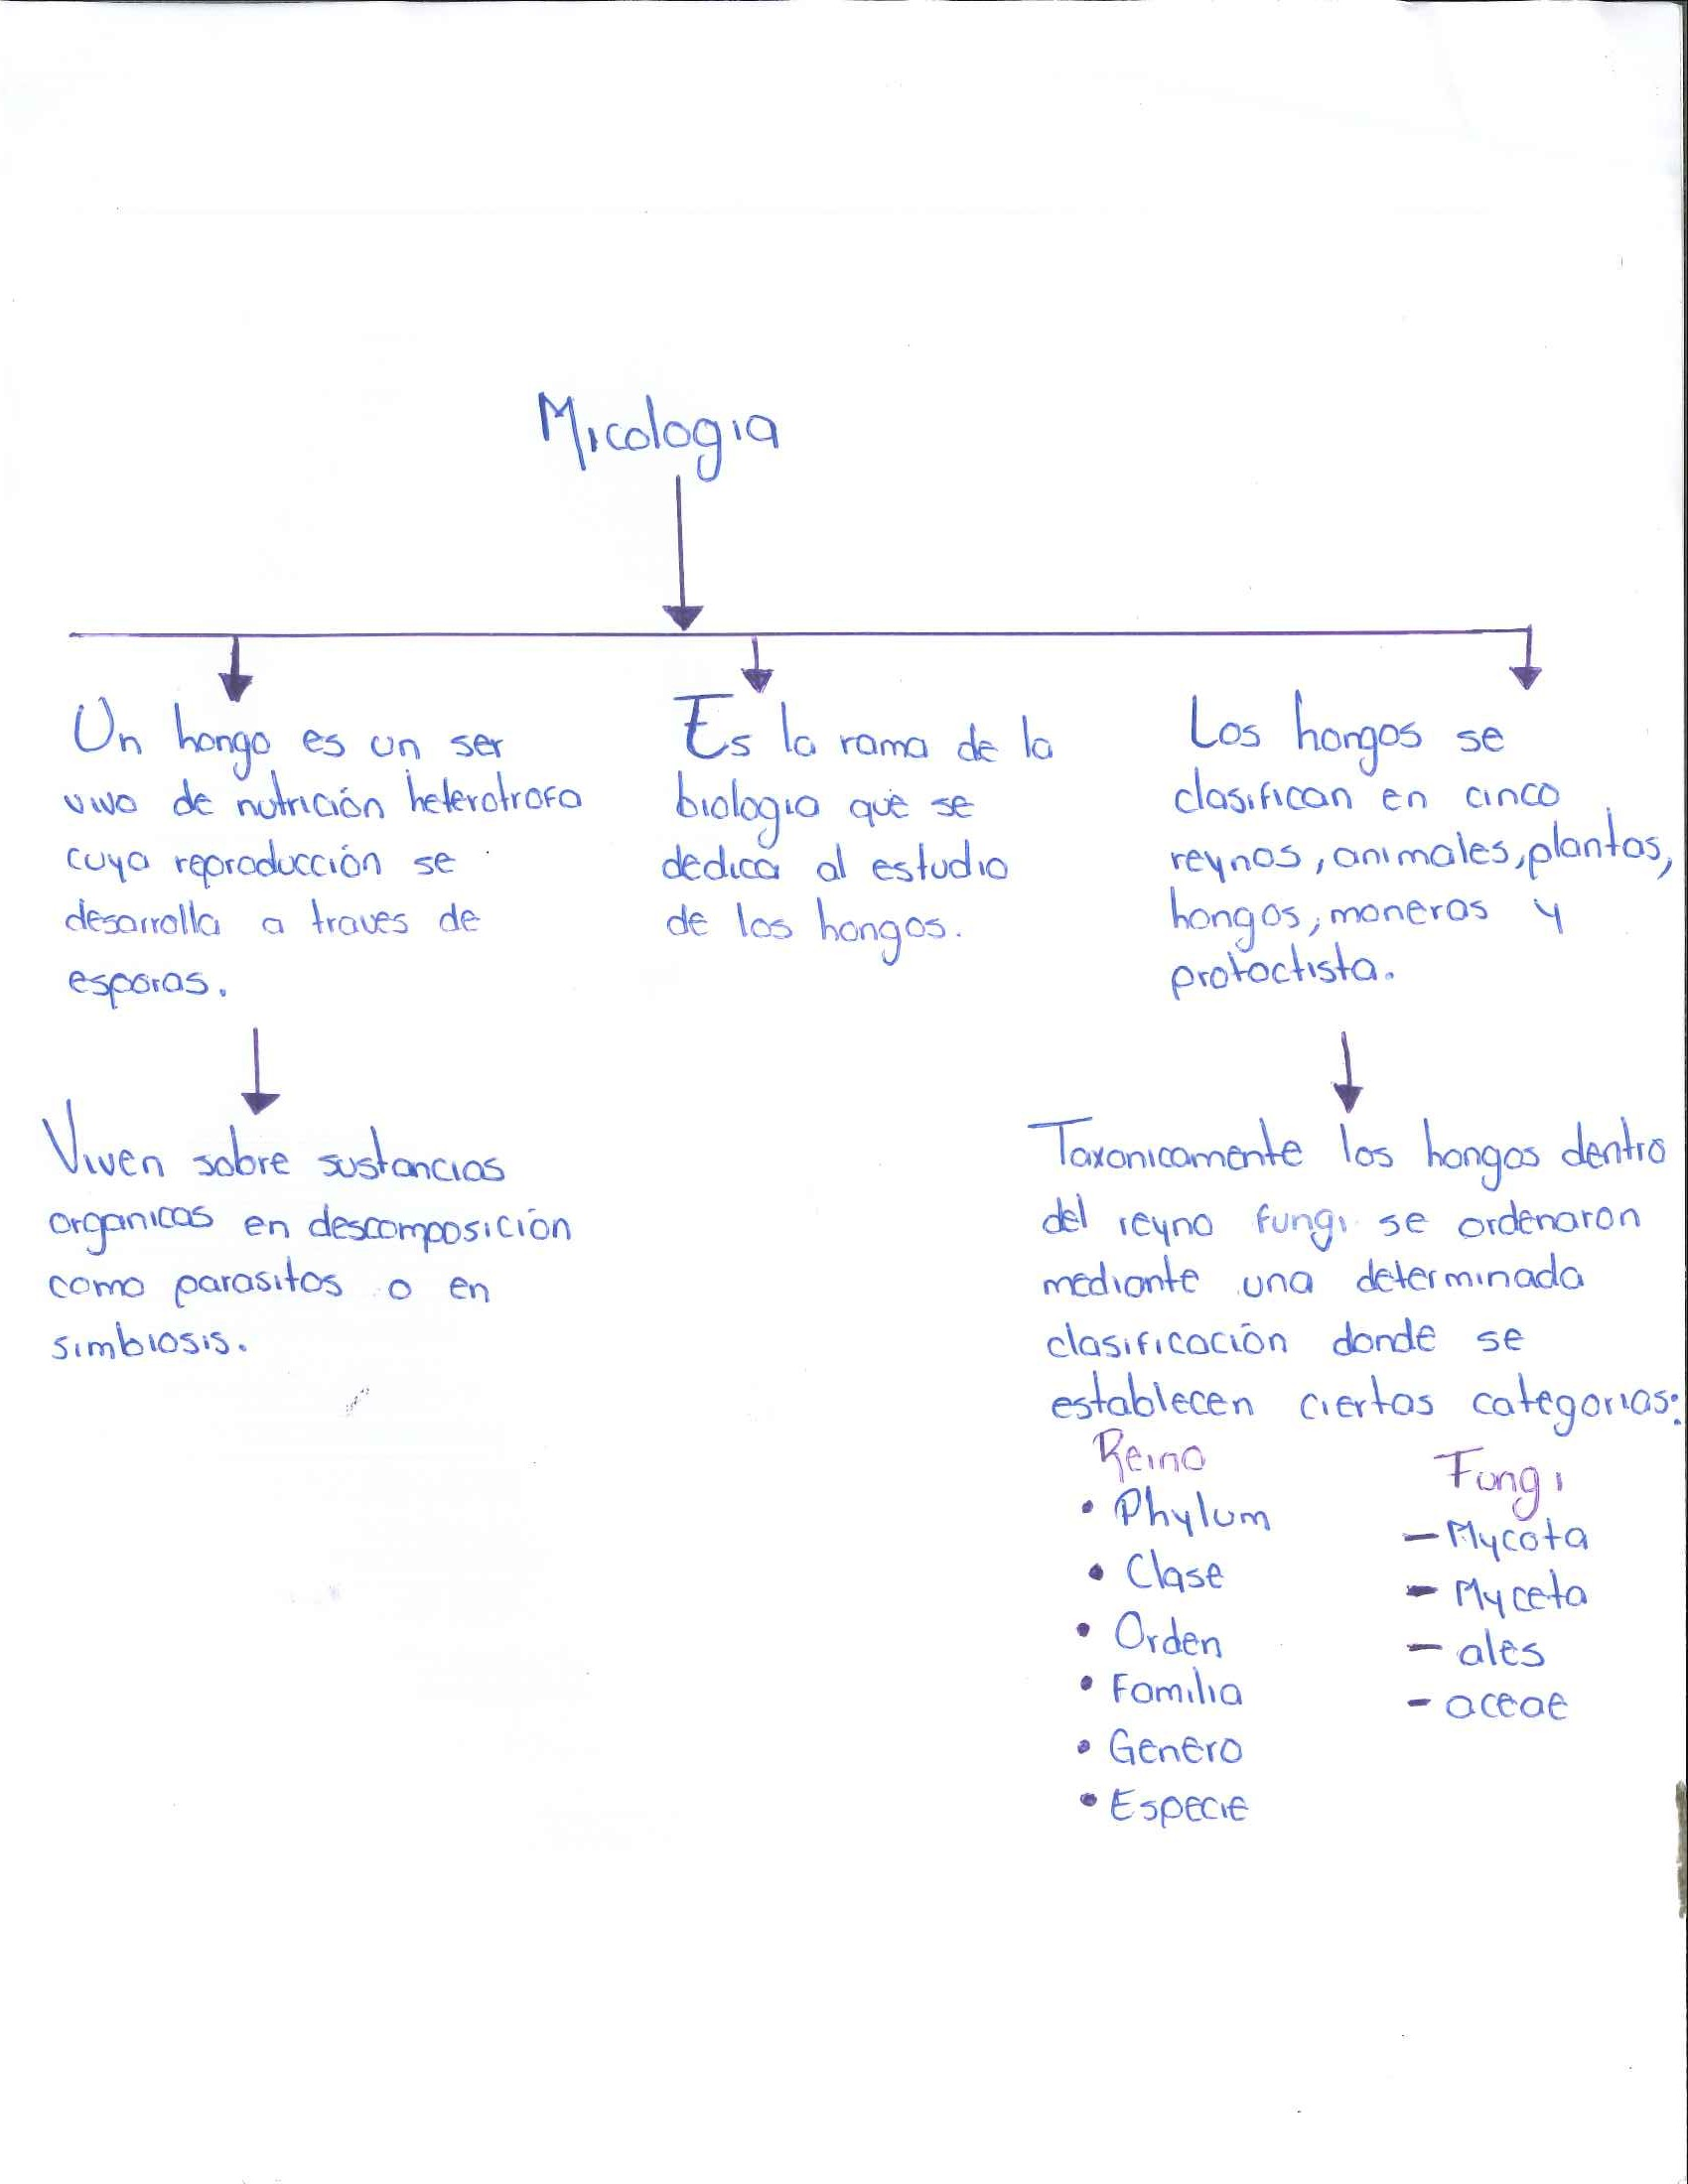 Micologia
Un hongo es un ser
vivo de nutrición heterotrofa
cuya reproducción se
desarrolla a traves de
esporas.
Viven sobre sustancias
organicas en descomposición
como parasitos o en
simbiosis.
Es la rama de la
biologia que se
dedica al estudio
de los hongos.
Los hongos se
clasifican en cinco
reynos, animales, plantas,
hongos, moneras y
protoctista.
Taxonicamente los hongos dentro
del reyno fungi se ordenaron
mediante una determinada
clasificación donde se
establecen ciertas categorias:
Reino
• Phylum
• Clase
• Orden
• Familia
• Genero
• Especie
Fungi
- Mycota
- Myceta
- ales
- aceae